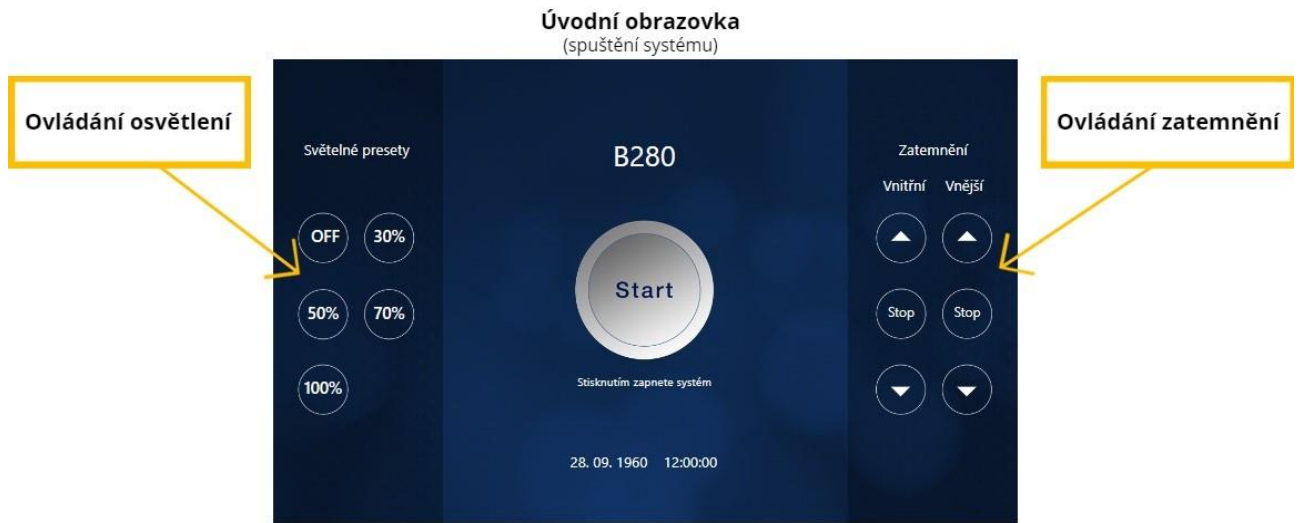 Úvodní obrazovka
(spuštění systému)
Ovládání osvětlení
Světelné presety
OFF 30%
50% 70%
100%
B280
Start
Stisknutím zapnete systém
28. 09. 1960 12:00:00
Zatemnění
Vnitřní Vnější
Stop Stop
Ovládání zatemnění